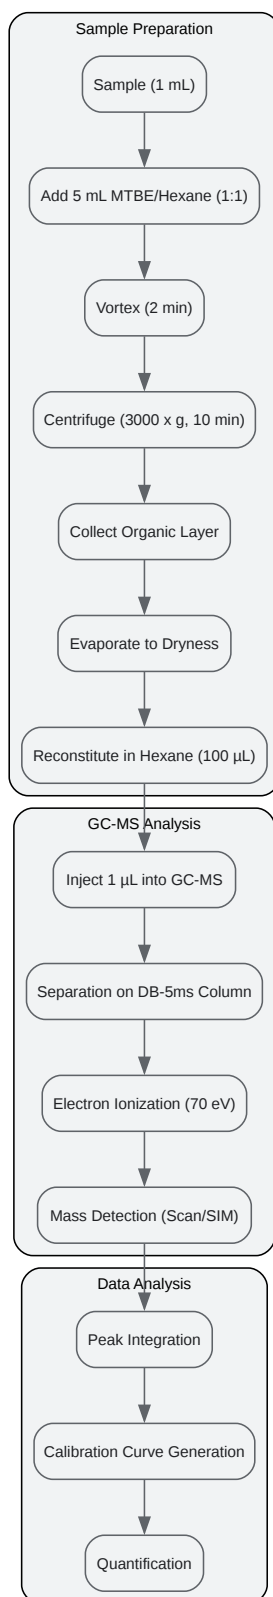 Sample Preparation
Sample (1 mL)
Add 5 mL MTBE/Hexane (1:1)
Vortex (2 min)
Centrifuge (3000 x g, 10 min)
Collect Organic Layer
Evaporate to Dryness
Reconstitute in Hexane (100 µL)
GC-MS Analysis
Inject 1 µL into GC-MS
Separation on DB-5ms Column
Electron Ionization (70 eV)
Mass Detection (Scan/SIM)
Data Analysis
Peak Integration
Calibration Curve Generation
Quantification